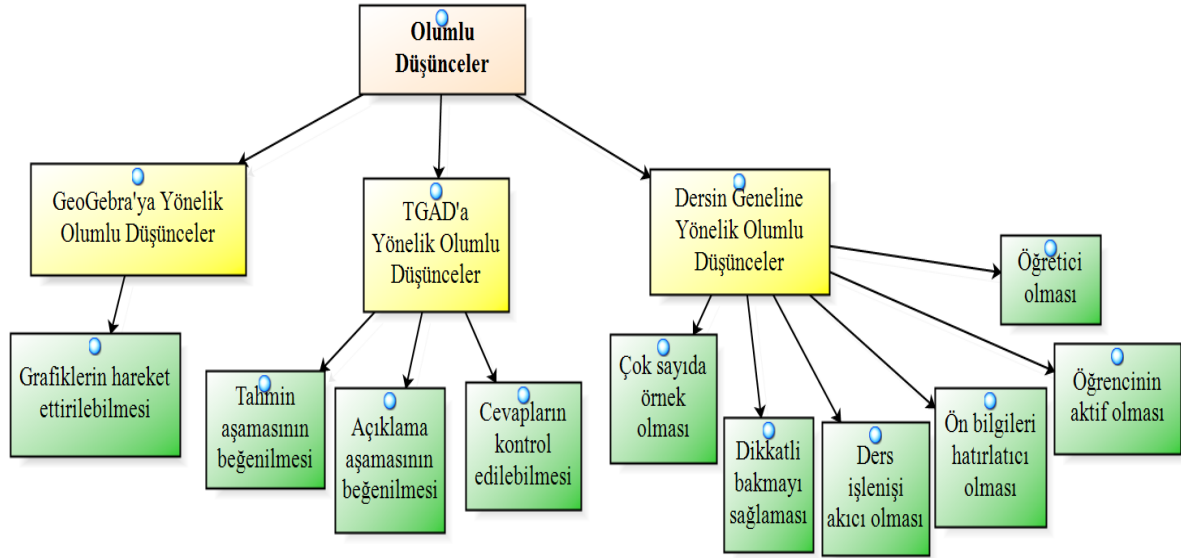 Olumlu
Düşünceler
GeoGebra'ya Yönelik
Olumlu Düşünceler
TGAD'a
Yönelik Olumlu
Düşünceler
Dersin Geneline
Yönelik Olumlu
Düşünceler
Grafiklerin hareket
ettirilebilmesi
Tahmin
aşamasının
beğenilmesi
Açıklama
aşamasının
beğenilmesi
Cevapların
kontrol
edilebilmesi
Çok sayıda
örnek
olması
Dikkatli
bakmayı
sağlaması
Ders
işlenişi
akıcı olması
Ön bilgileri
hatırlatıcı
olması
Öğrencinin
aktif olması
Öğretici
olması